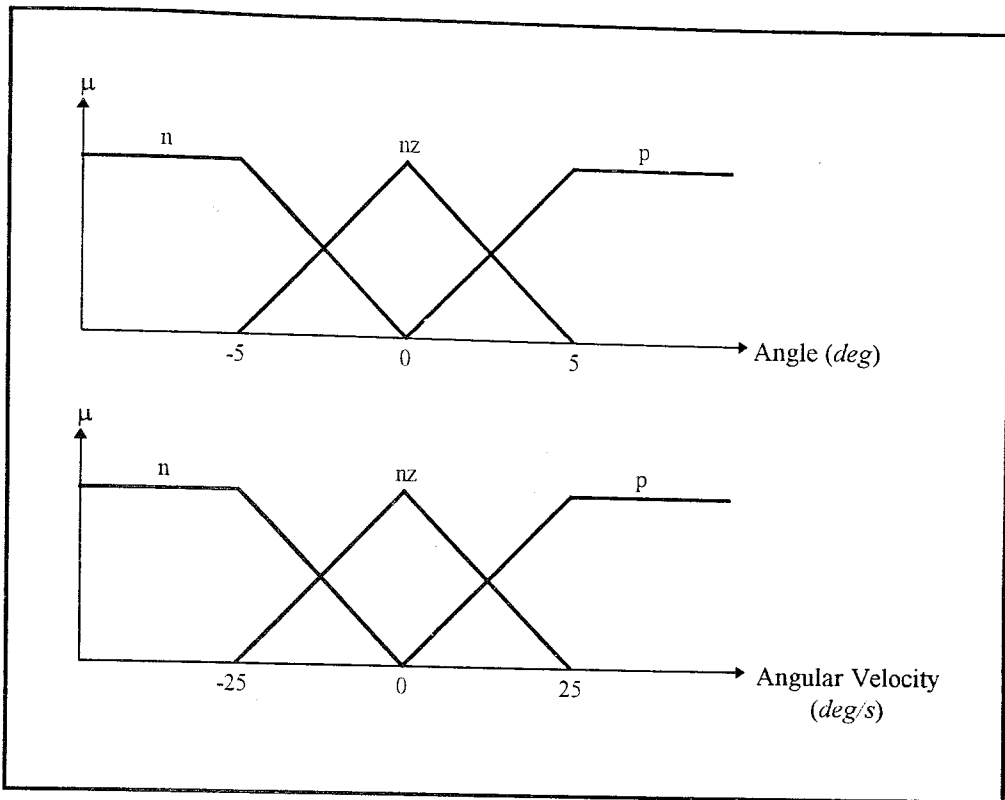 μ
n
nz
p
-5
0
5
Angle (deg)
μ
n
nz
p
-25
0
25
Angular Velocity
(deg/s)